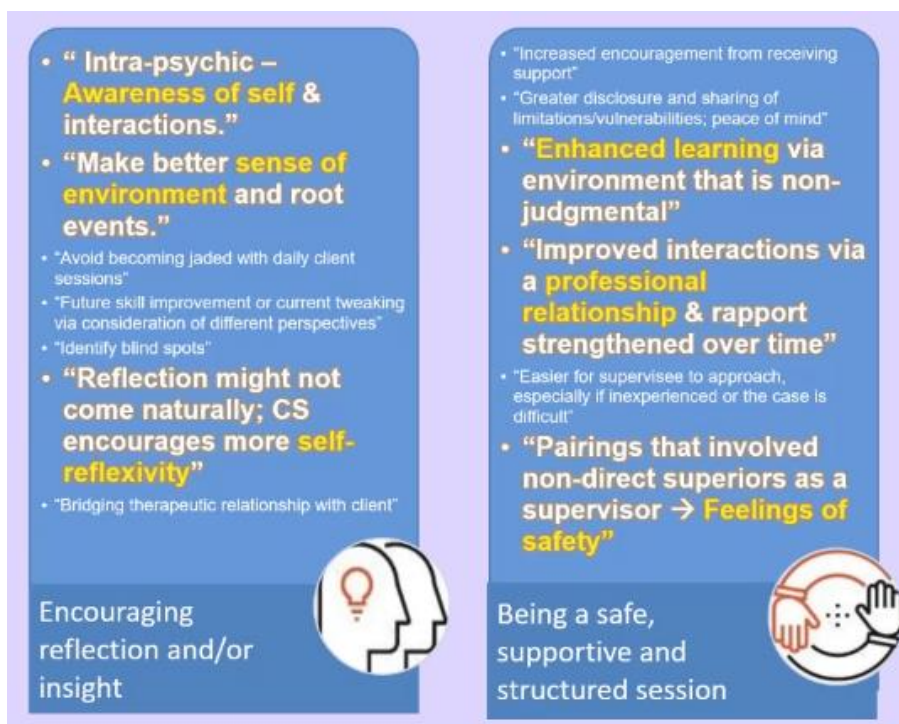 • “ Intra-psychic –
Awareness of self &
interactions.”
• “Make better sense of
environment and root
events.”
• “Avoid becoming jaded with daily client
sessions”
• “Future skill improvement or current tweaking
via consideration of different perspectives”
• “Identify blind spots”
• “Reflection might not
come naturally; CS
encourages more self-
reflexivity”
• “Bridging therapeutic relationship with client”
Encouraging
reflection and/or
insight
• “Increased encouragement from receiving
support”
• “Greater disclosure and sharing of
limitations/vulnerabilities; peace of mind”
• “Enhanced learning via
environment that is non-
judgmental”
• “Improved interactions via
a professional
relationship & rapport
strengthened over time”
• “Easier for supervisee to approach,
especially if inexperienced or the case is
difficult”
• “Pairings that involved
non-direct superiors as a
supervisor → Feelings of
safety”
Being a safe,
supportive and
structured session